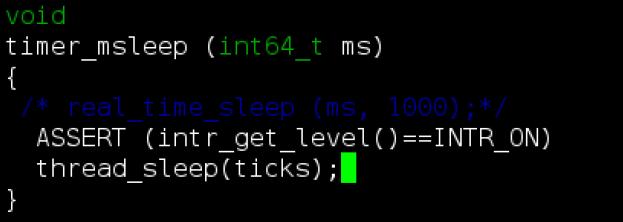 void
timer_msleep (int64_t ms)
{
 /* real_time_sleep (ms, 1000);*/
  ASSERT (intr_get_level()==INTR_ON)
  thread_sleep(ticks);
}